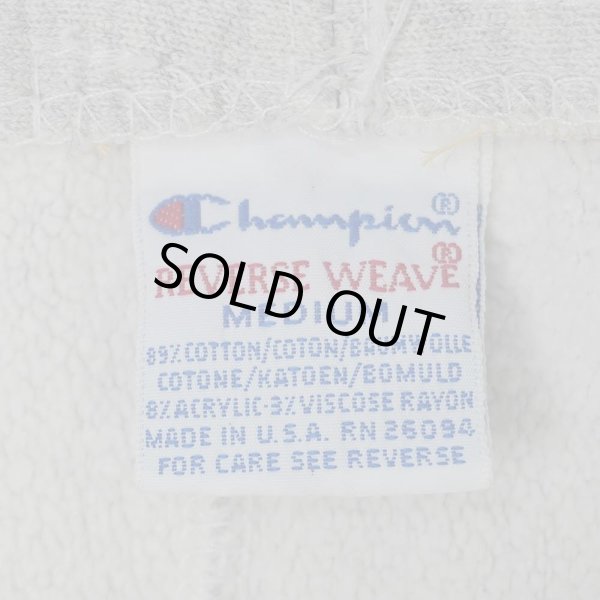 Champion®
REVERSE WEAVE®
MEDIUM
SOLD OUT
89%COTTON/COTON/BAUMWOLLE
COTONE/KATOEN/BOMULD
8%ACRYLIC-3%VISCOSE RAYON
MADE IN U.S.A. RN 26094
FOR CARE SEE REVERSE